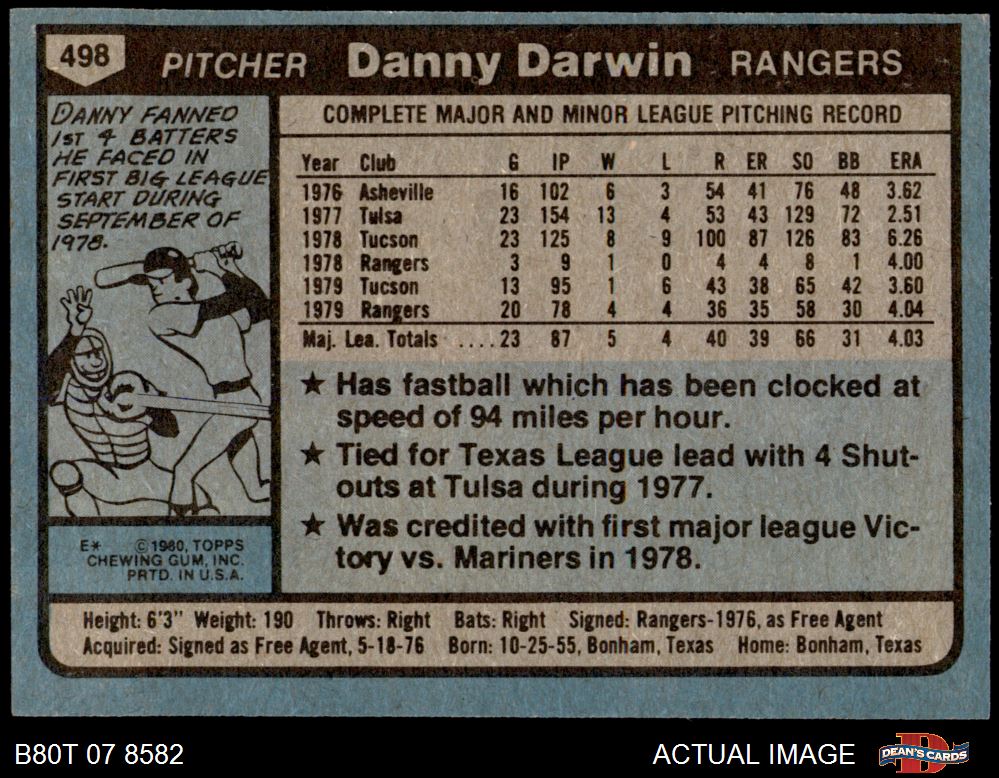 498 PITCHER Danny Darwin RANGERS
DANNY FANNED
1ST 4 BATTERS
HE FACED IN
FIRST BIG LEAGUE
START DURING
SEPTEMBER OF
1978.
COMPLETE MAJOR AND MINOR LEAGUE PITCHING RECORD
Year Club G IP W L R ER SO BB ERA
1976 Asheville 16 102 6 3 54 41 76 48 3.62
1977 Tulsa 23 154 13 4 53 43 129 72 2.51
1978 Tucson 23 125 8 9 100 87 126 83 6.26
1978 Rangers 3 9 1 0 4 4 8 1 4.00
1979 Tucson 13 95 1 6 43 38 65 42 3.60
1979 Rangers 20 78 4 4 36 35 58 30 4.04
Maj. Lea. Totals ....23 87 5 4 40 39 66 31 4.03
★ Has fastball which has been clocked at
speed of 94 miles per hour.
★ Tied for Texas League lead with 4 Shut-
outs at Tulsa during 1977.
★ Was credited with first major league Vic-
tory vs. Mariners in 1978.
E* ©1980, TOPPS
CHEWING GUM, INC.
PRTD. IN U.S.A.
Height: 6'3" Weight: 190 Throws: Right Bats: Right Signed: Rangers-1976, as Free Agent
Acquired: Signed as Free Agent, 5-18-76 Born: 10-25-55, Bonham, Texas Home: Bonham, Texas
B80T 07 8582 ACTUAL IMAGE D DEAN'S CARDS